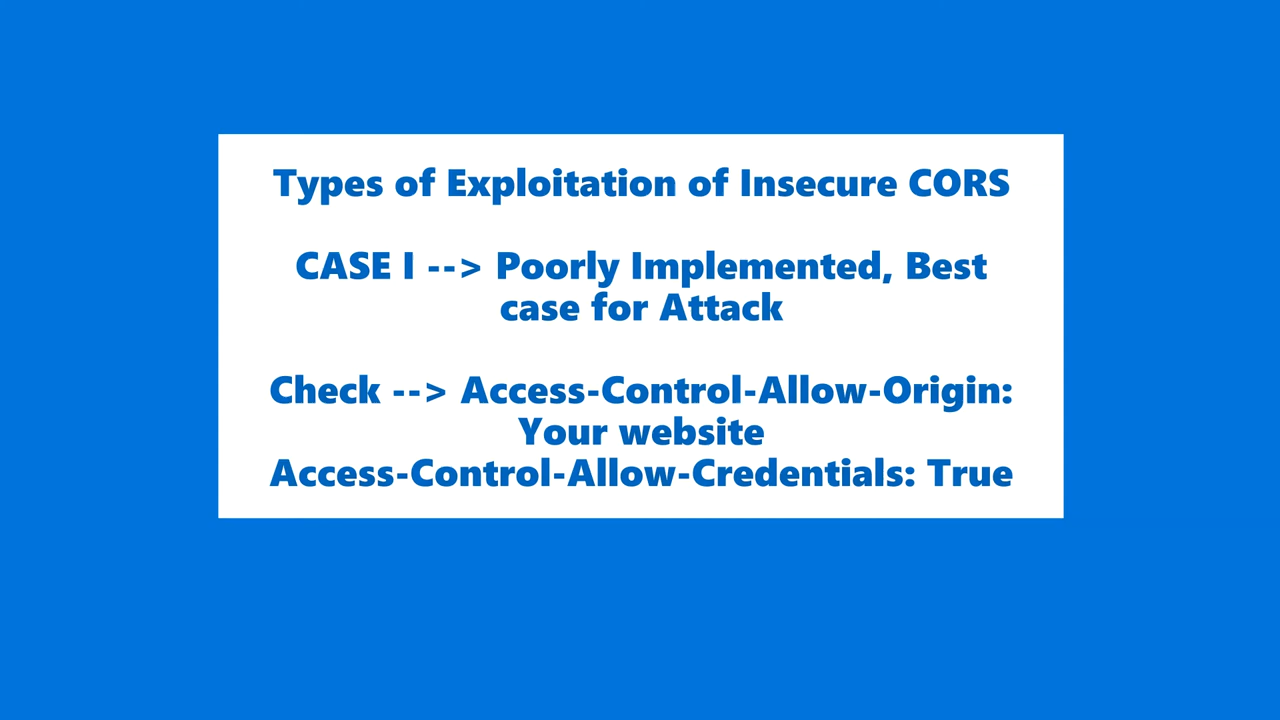 Types of Exploitation of Insecure CORS
CASE I --> Poorly Implemented, Best
case for Attack
Check --> Access-Control-Allow-Origin:
Your website
Access-Control-Allow-Credentials: True